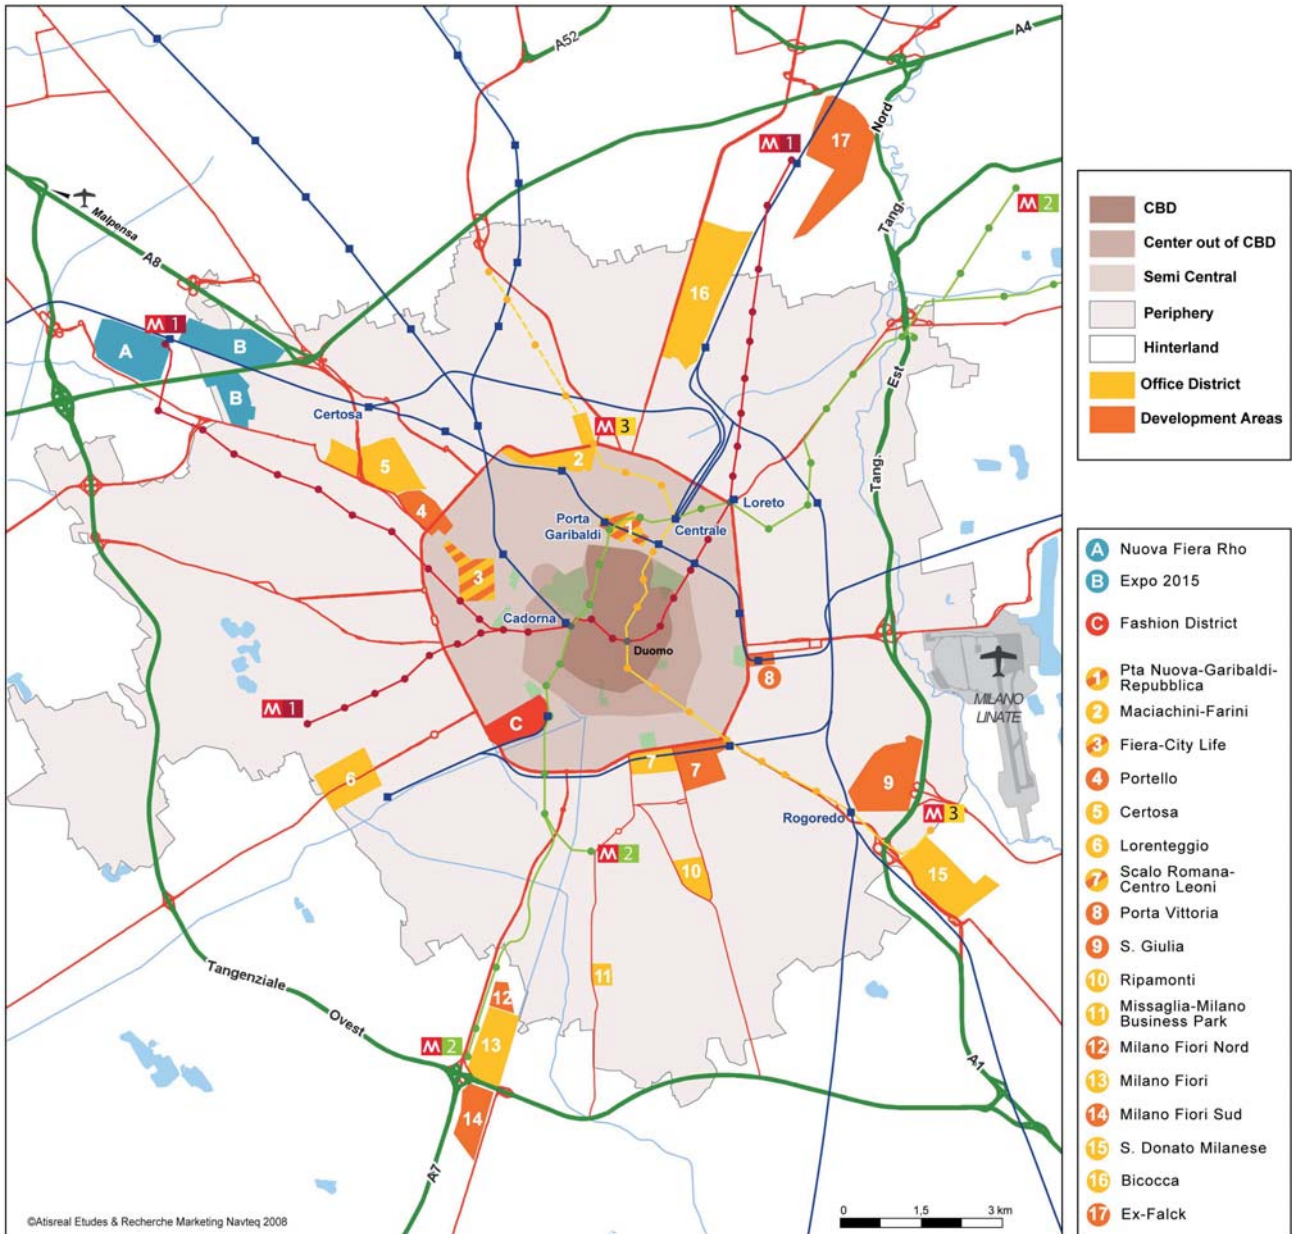 A52
A4
Nord
17
M 1
Tang.
M 2
Malpensa
A8
16
M 1
A
B
B
Est
Certosa
M 3
2
5
4
Tang.
Loreto
Porta
Garibaldi
1
Centrale
3
Cadorna
Duomo
8
MILANO
LINATE
M 1
C
7
7
6
9
Rogoredo
M 3
M 2
10
15
Tangenziale
Ovest
11
12
M 2
13
A1
14
A7
©Atisreal Etudes & Recherche Marketing Navteq 2008
0 1,5 3 km
CBD
Center out of CBD
Semi Central
Periphery
Hinterland
Office District
Development Areas
A Nuova Fiera Rho
B Expo 2015
C Fashion District
1 Pta Nuova-Garibaldi-
Repubblica
2 Maciachini-Farini
3 Fiera-City Life
4 Portello
5 Certosa
6 Lorenteggio
7 Scalo Romana-
Centro Leoni
8 Porta Vittoria
9 S. Giulia
10 Ripamonti
11 Missaglia-Milano
Business Park
12 Milano Fiori Nord
13 Milano Fiori
14 Milano Fiori Sud
15 S. Donato Milanese
16 Bicocca
17 Ex-Falck